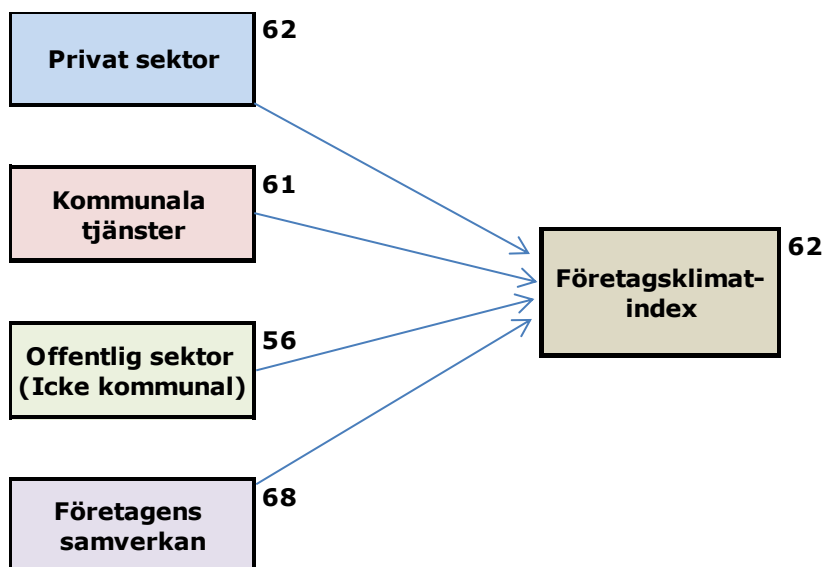 62
Privat sektor
61
Kommunala
tjänster
62
Företagsklimat-
index
56
Offentlig sektor
(Icke kommunal)
68
Företagens
samverkan